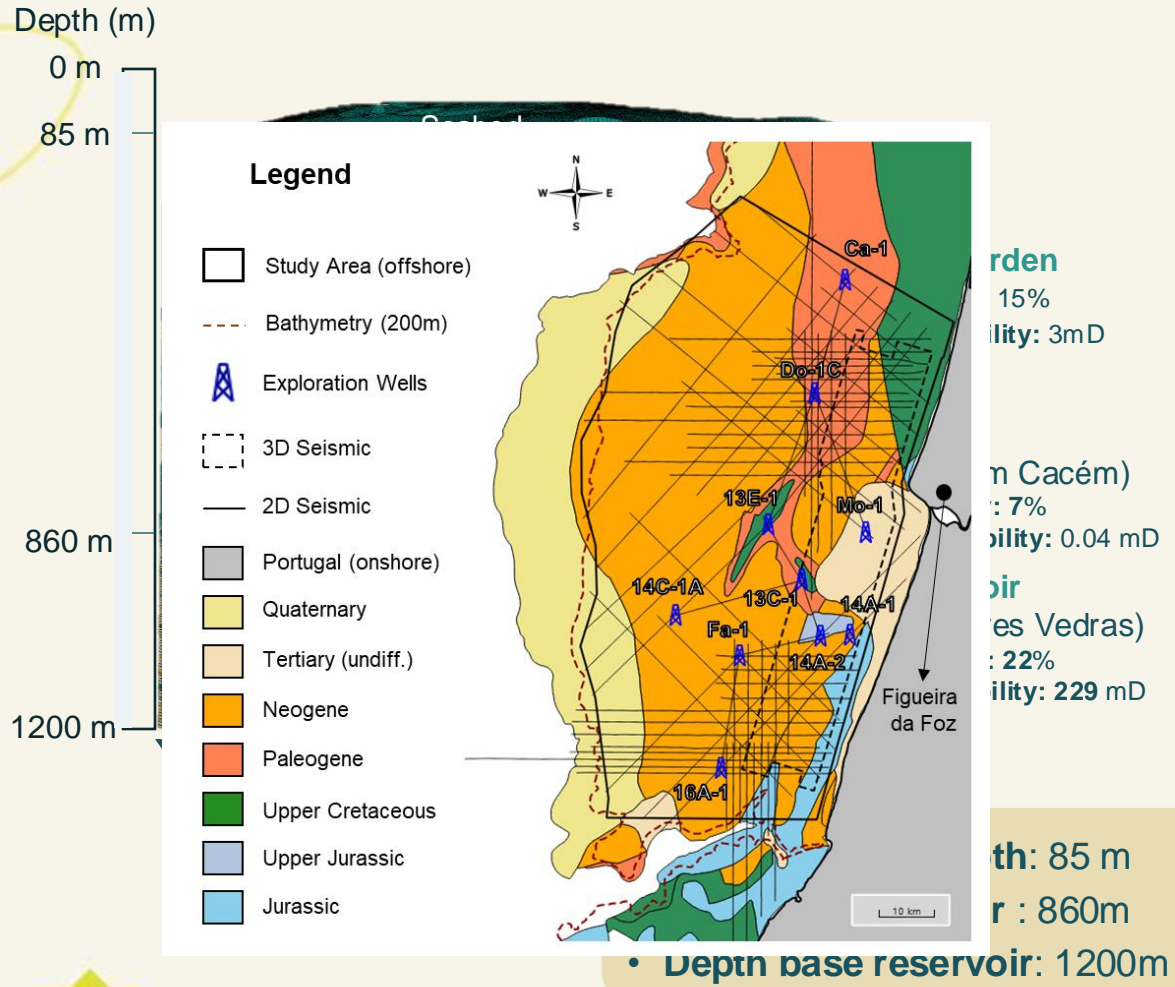 Depth (m)
0 m
85 m
860 m
1200 m
Legend
Study Area (offshore)
Bathymetry (200m)
Exploration Wells
3D Seismic
2D Seismic
Portugal (onshore)
Quaternary
Tertiary (undiff.)
Neogene
Paleogene
Upper Cretaceous
Upper Jurassic
Jurassic
N
W E
S
Ca-1
Do-1C
13E-1
Mo-1
14C-1A
13C-1
14A-1
Fa-1
14A-2
16A-1
Figueira
da Foz
10 km
rden
15%
ility: 3mD
m Cacém)
: 7%
bility: 0.04 mD
oir
res Vedras)
: 22%
bility: 229 mD
th: 85 m
r : 860m
• Depth base reservoir: 1200m